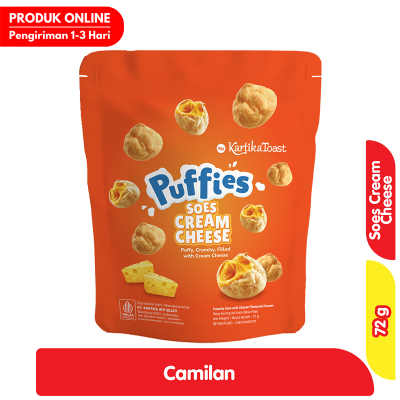 PRODUK ONLINE
Pengiriman 1-3 Hari
by KartikaToast
Puffies
SOES
CREAM
CHEESE
Puffy, Crunchy, Filled
with Cream Cheese
Soes Cream
Cheese
72 g
Camilan